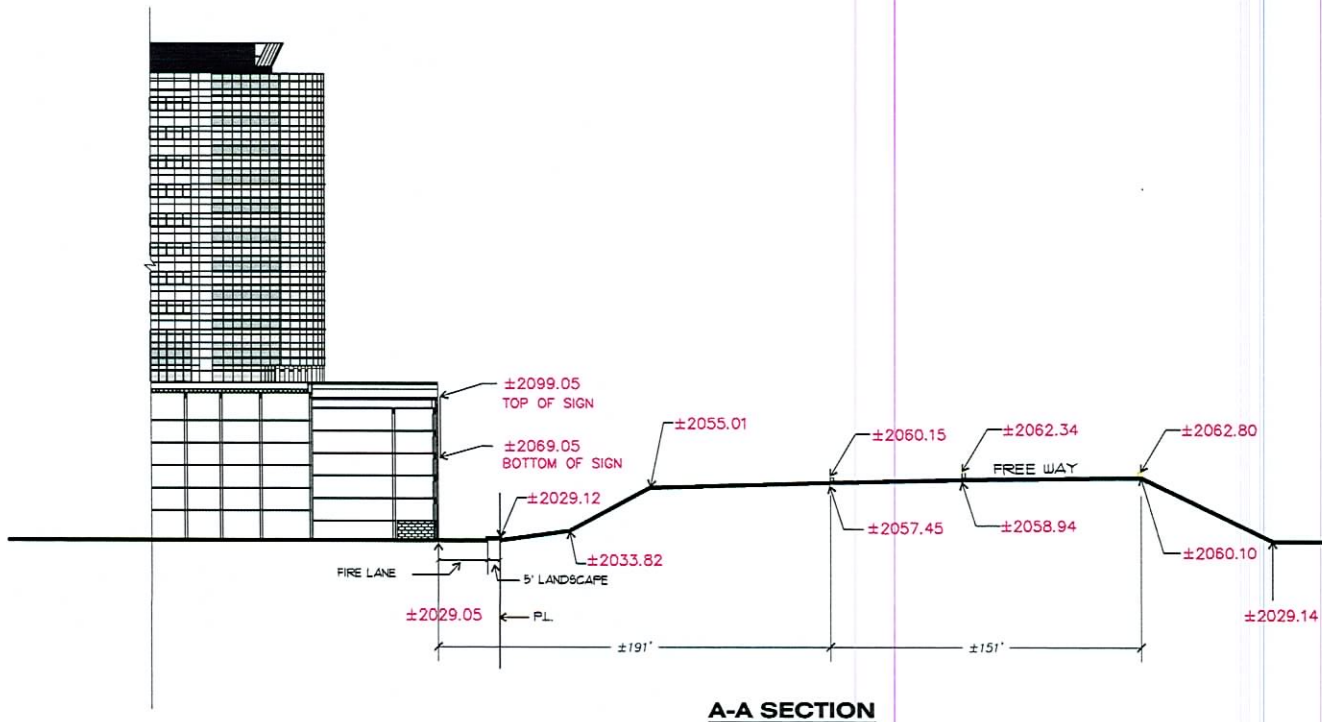 ±2099.05
TOP OF SIGN
±2069.05
BOTTOM OF SIGN
±2029.12
±2055.01
±2060.15
±2062.34
FREE WAY
±2062.80
±2057.45
±2058.94
±2033.82
±2060.10
FIRE LANE
5' LANDSCAPE
±2029.05
P.L.
±2029.14
±191'
±151'
A-A SECTION